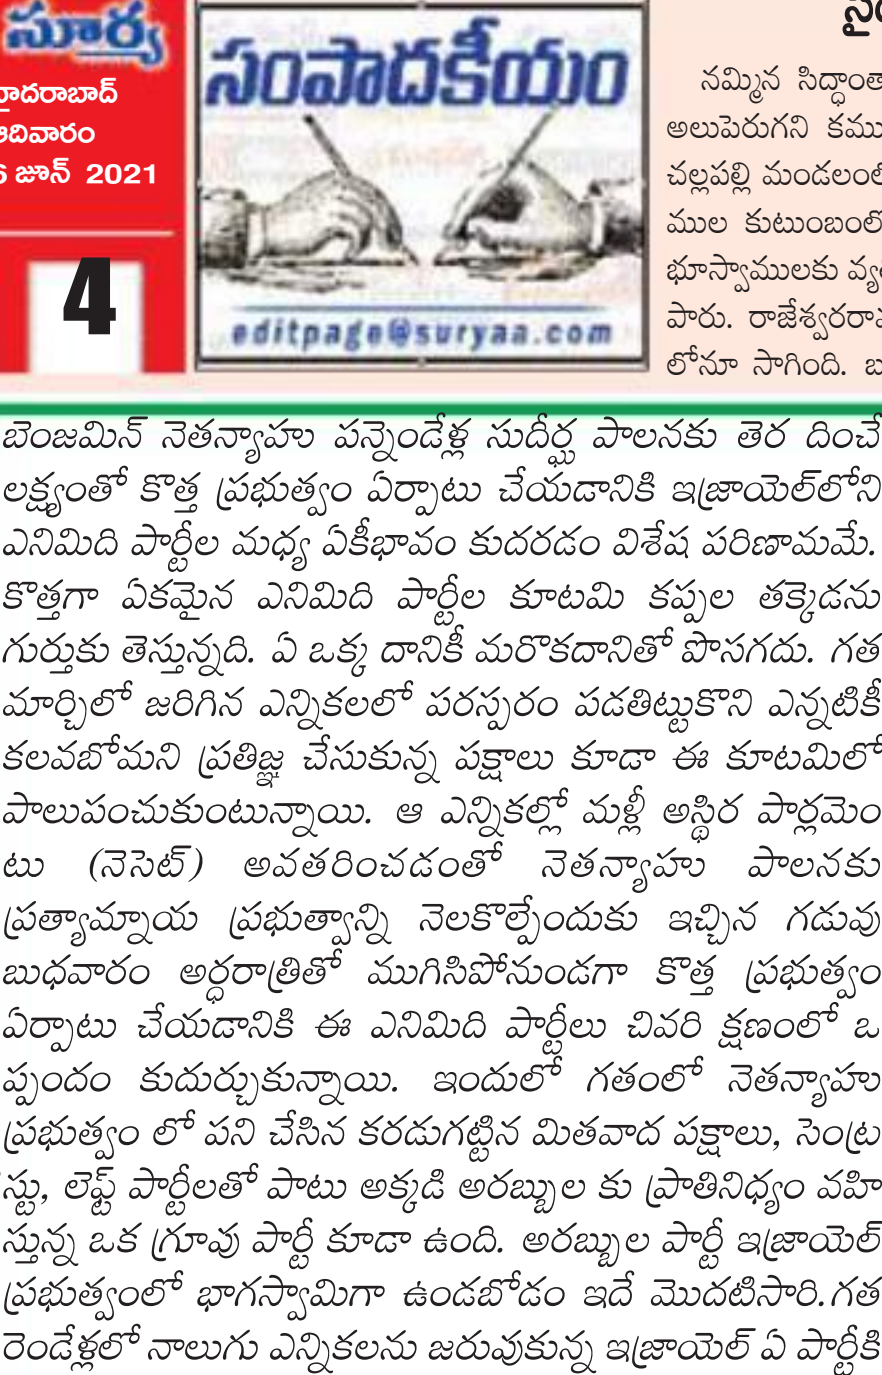 సూర్య
ఆదివారం
జూన్ 2021
4
సంపాదకీయం
editpage@suryaa.com
నమ్మిన
అలుపెరుగని
చల్లపల్లి
ముల
భూస్వాములకు
పారు.
లోనూ సాగింది.
బెంజమిన్ నెతన్యాహు పన్నెండేళ్ల సుదీర్ఘ పాలనకు తెర దించే
లక్ష్యంతో కొత్త ప్రభుత్వం ఏర్పాటు చేయడానికి ఇజ్రాయెల్‌లోని
ఎనిమిది పార్టీల మధ్య ఏకీభావం కుదరడం విశేష పరిణామమే.
కొత్తగా ఏకమైన ఎనిమిది పార్టీల కూటమి కప్పల తక్కెడను
గుర్తుకు తెస్తున్నది. ఏ ఒక్క దానికీ మరొకదానితో పొసగదు. గత
మార్చిలో జరిగిన ఎన్నికలలో పరస్పరం పడతిట్టుకొని ఎన్నటికీ
కలవబోమని ప్రతిజ్ఞ చేసుకున్న పక్షాలు కూడా ఈ కూటమిలో
పాలుపంచుకుంటున్నాయి. ఆ ఎన్నికల్లో మళ్లీ అస్థిర పార్లమెం
టు (నెసెట్) అవతరించడంతో నెతన్యాహు పాలనకు
ప్రత్యామ్నాయ ప్రభుత్వాన్ని నెలకొల్పేందుకు ఇచ్చిన గడువు
బుధవారం అర్ధరాత్రితో ముగిసిపోనుండగా కొత్త ప్రభుత్వం
ఏర్పాటు చేయడానికి ఈ ఎనిమిది పార్టీలు చివరి క్షణంలో ఒ
ప్పందం కుదుర్చుకున్నాయి. ఇందులో గతంలో నెతన్యాహు
ప్రభుత్వం లో పని చేసిన కరడుగట్టిన మితవాద పక్షాలు, సెంట్ర
స్టు, లెఫ్ట్ పార్టీలతో పాటు అక్కడి అరబ్బుల కు ప్రాతినిధ్యం వహి
స్తున్న ఒక గ్రూవు పార్టీ కూడా ఉంది. అరబ్బుల పార్టీ ఇజ్రాయెల్
ప్రభుత్వంలో భాగస్వామిగా ఉండబోడం ఇదే మొదటిసారి.గత
రెండేళ్లలో నాలుగు ఎన్నికలను జరువుకున్న ఇజ్రాయెల్ ఏ పార్టీకి